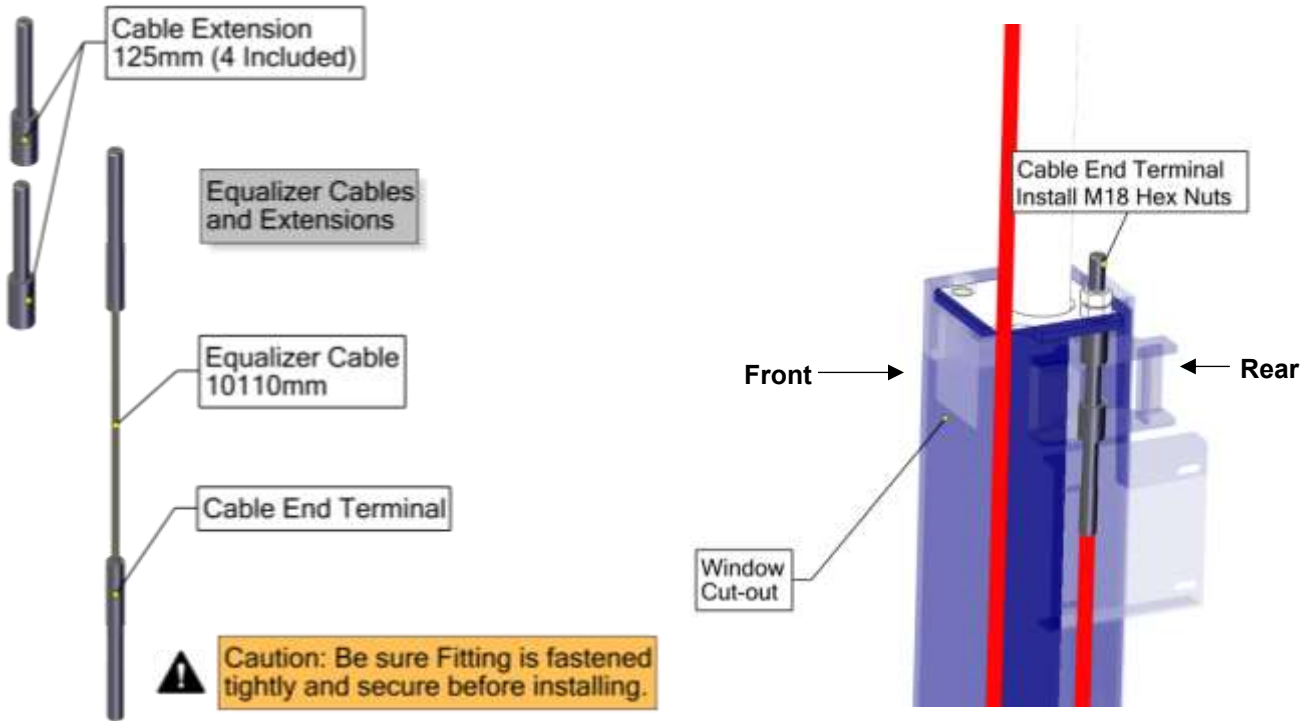 Cable Extension
125mm (4 Included)
Equalizer Cables
and Extensions
Equalizer Cable
10110mm
Cable End Terminal
Caution: Be sure Fitting is fastened
tightly and secure before installing.
Cable End Terminal
Install M18 Hex Nuts
Front
Rear
Window
Cut-out